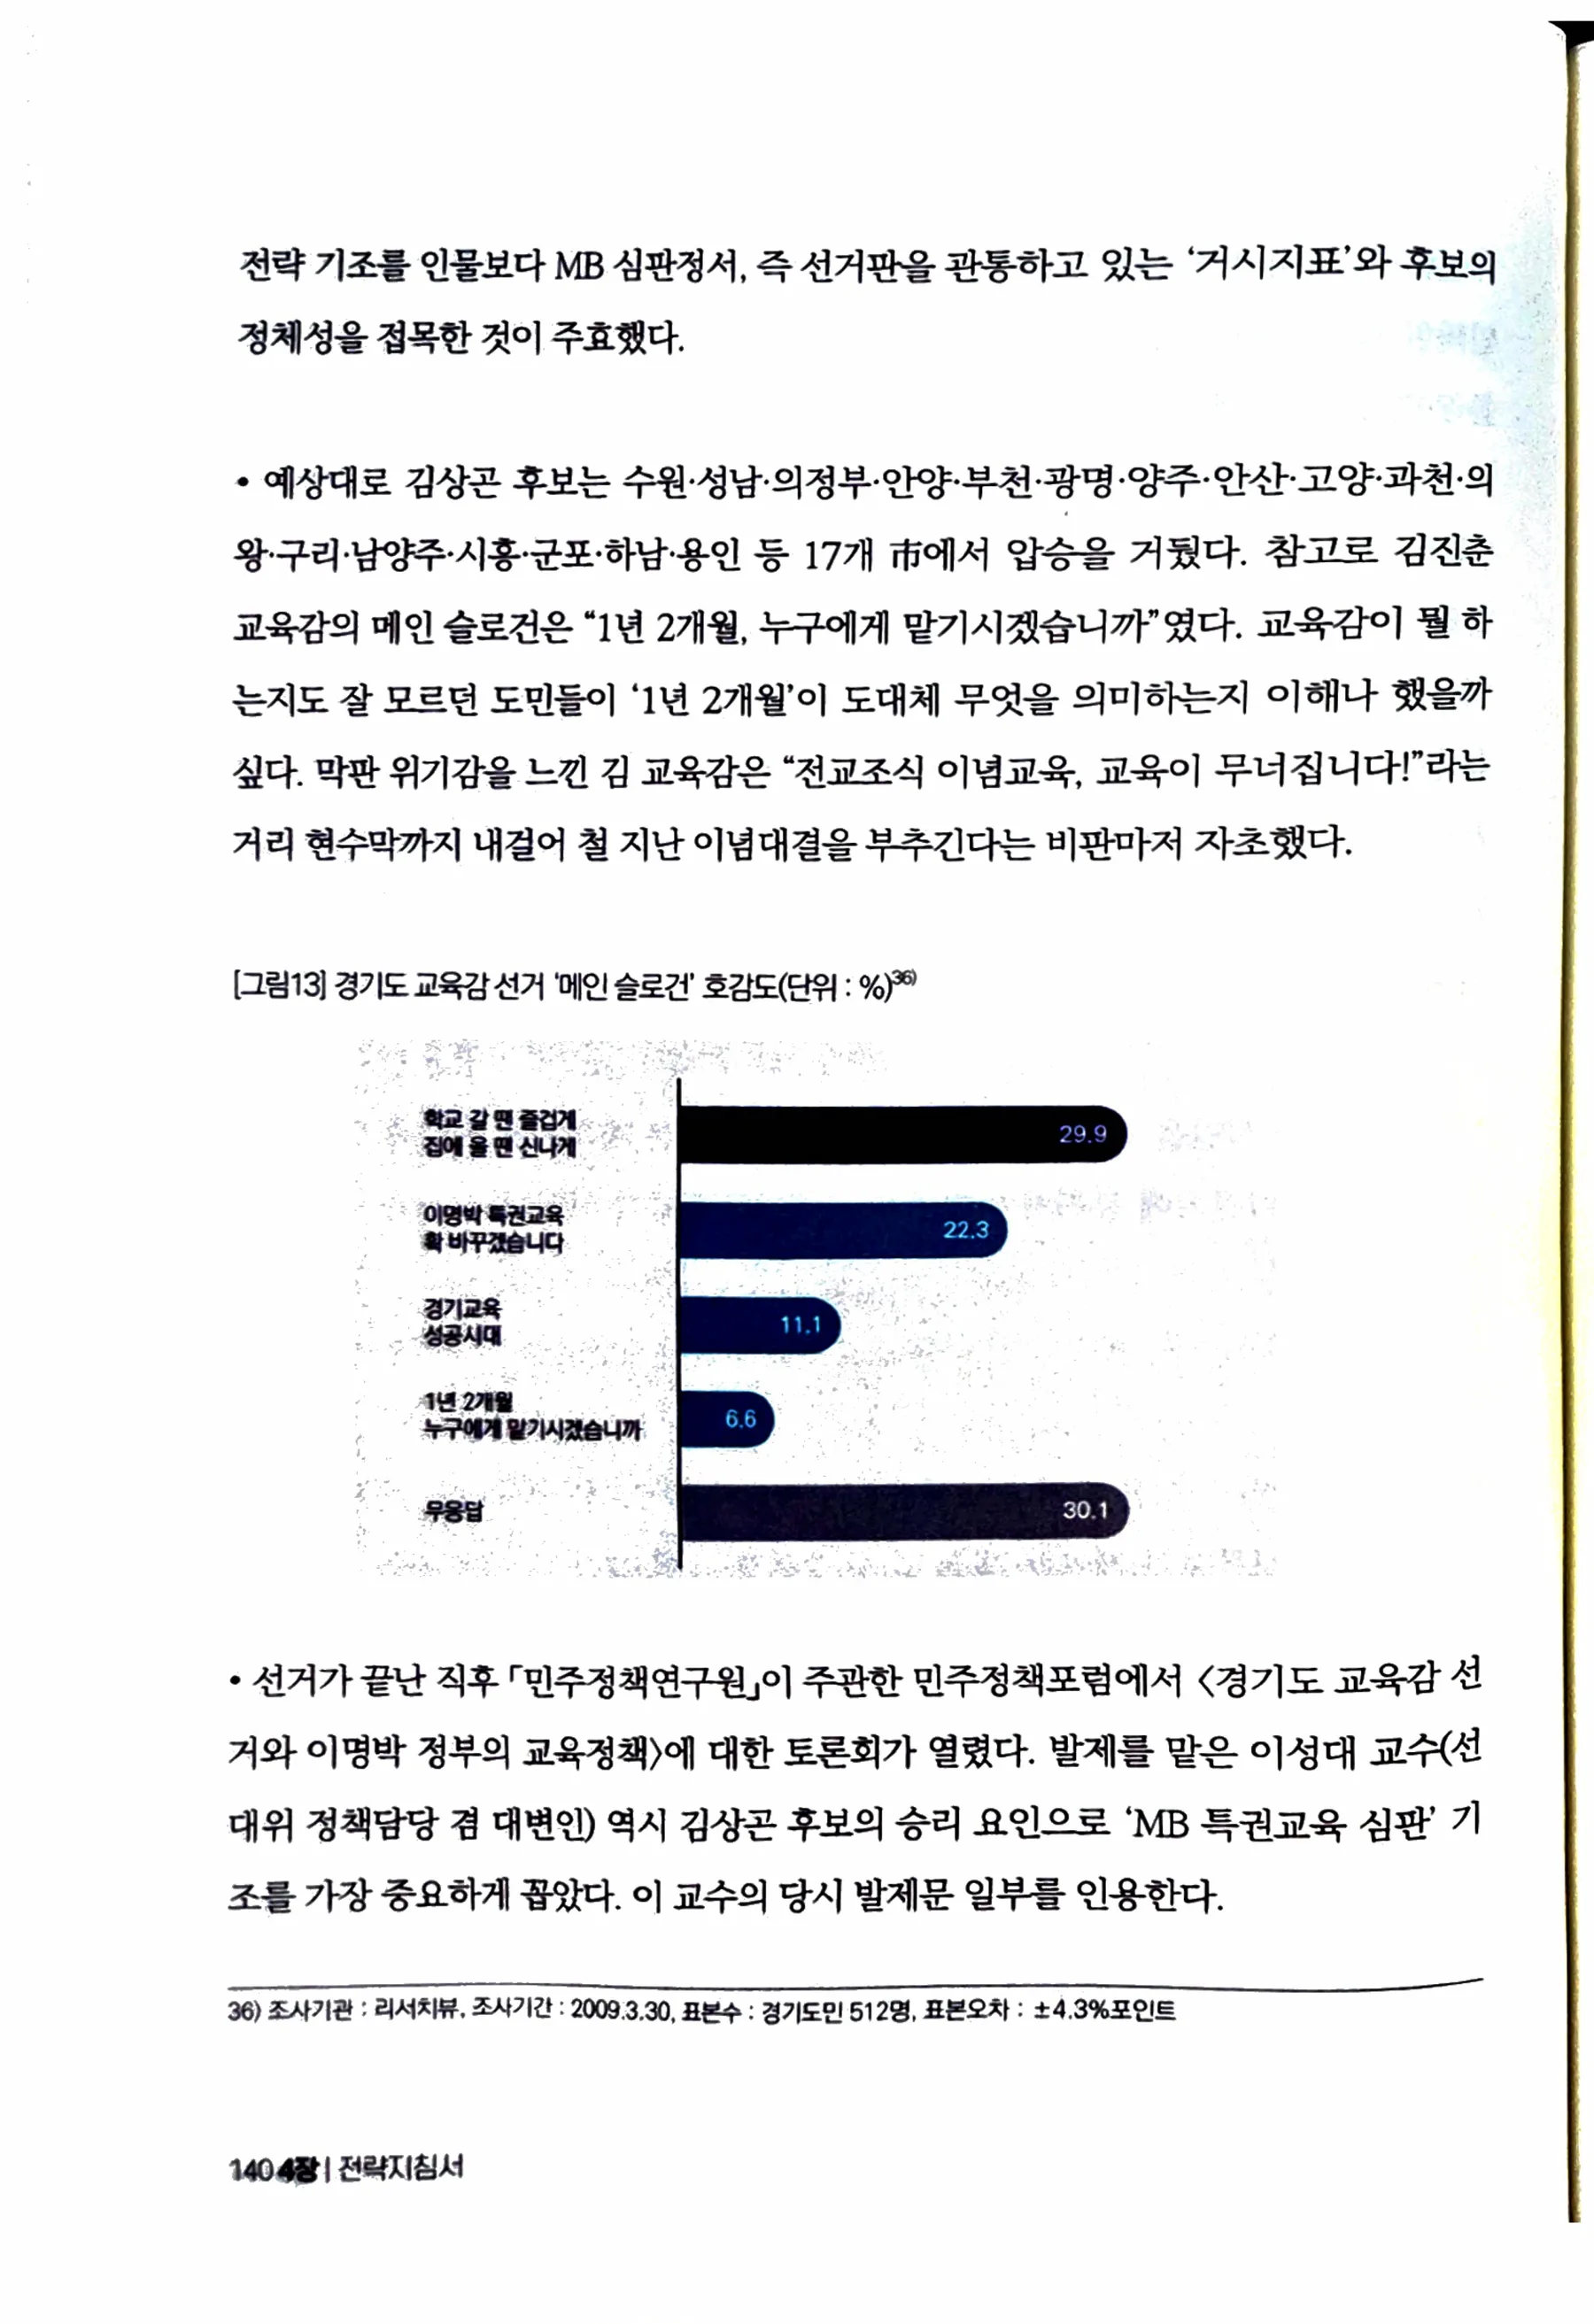 전략 기조를 인물보다 MB 심판정서, 즉 선거판을 관통하고 있는 ‘거시지표’와 후보의
정체성을 접목한 것이 주효했다.
• 예상대로 김상곤 후보는 수원·성남·의정부·안양·부천·광명·양주·안산·고양·과천·의
왕·구리·남양주·시흥·군포·하남·용인 등 17개 市에서 압승을 거뒀다. 참고로 김진춘
교육감의 메인 슬로건은 “1년 2개월, 누구에게 맡기시겠습니까”였다. 교육감이 뭘 하
는지도 잘 모르던 도민들이 ‘1년 2개월’이 도대체 무엇을 의미하는지 이해나 했을까
싶다. 막판 위기감을 느낀 김 교육감은 “전교조식 이념교육, 교육이 무너집니다!”라는
거리 현수막까지 내걸어 철 지난 이념대결을 부추긴다는 비판마저 자초했다.
[그림13] 경기도 교육감 선거 ‘메인 슬로건’ 호감도(단위 : %)36)
학교 갈 땐 즐겁게
집에 올 땐 신나게
29.9
이명박 특권교육
확 바꾸겠습니다
22.3
경기교육
성공시대
11.1
1년 2개월
누구에게 맡기시겠습니까
6.6
무응답
30.1
• 선거가 끝난 직후 「민주정책연구원」이 주관한 민주정책포럼에서 〈경기도 교육감 선
거와 이명박 정부의 교육정책〉에 대한 토론회가 열렸다. 발제를 맡은 이성대 교수(선
대위 정책담당 겸 대변인) 역시 김상곤 후보의 승리 요인으로 ‘MB 특권교육 심판’ 기
조를 가장 중요하게 꼽았다. 이 교수의 당시 발제문 일부를 인용한다.
36) 조사기관 : 리서치뷰, 조사기간 : 2009.3.30, 표본수 : 경기도민 512명, 표본오차 : ±4.3%포인트
140 4장 | 전략지침서